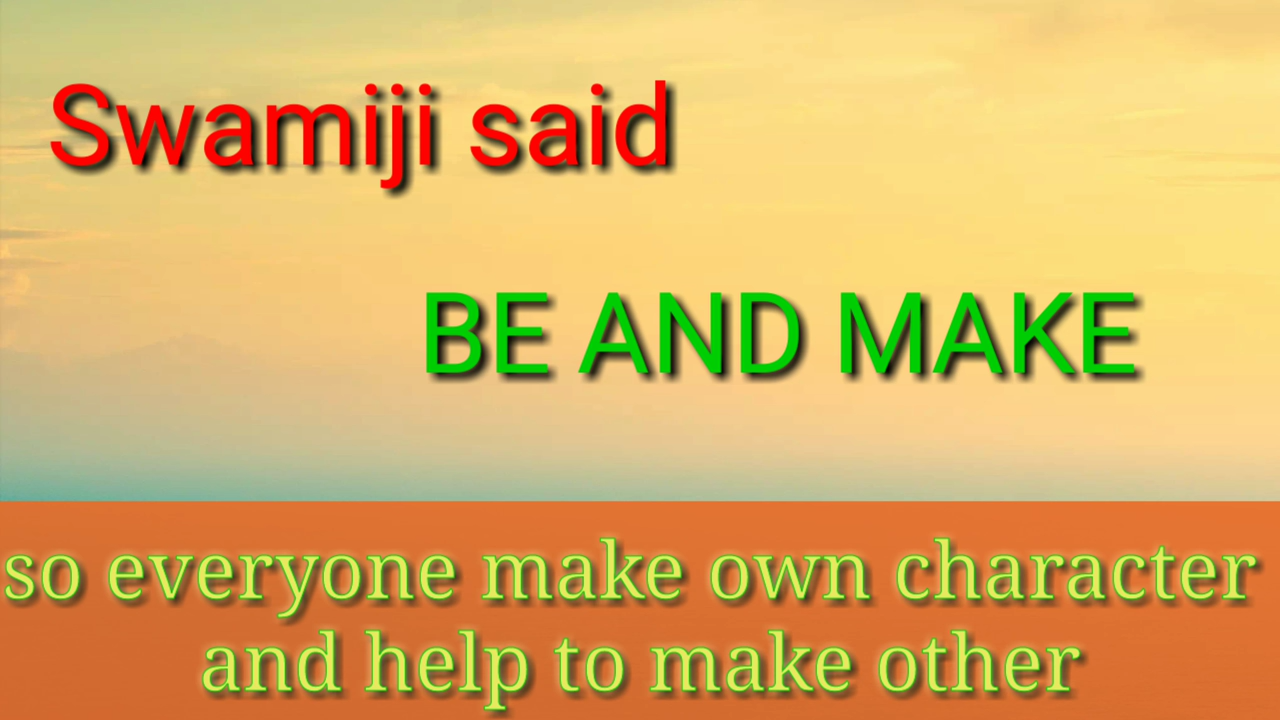 Swamiji said
BE AND MAKE
so everyone make own character
and help to make other